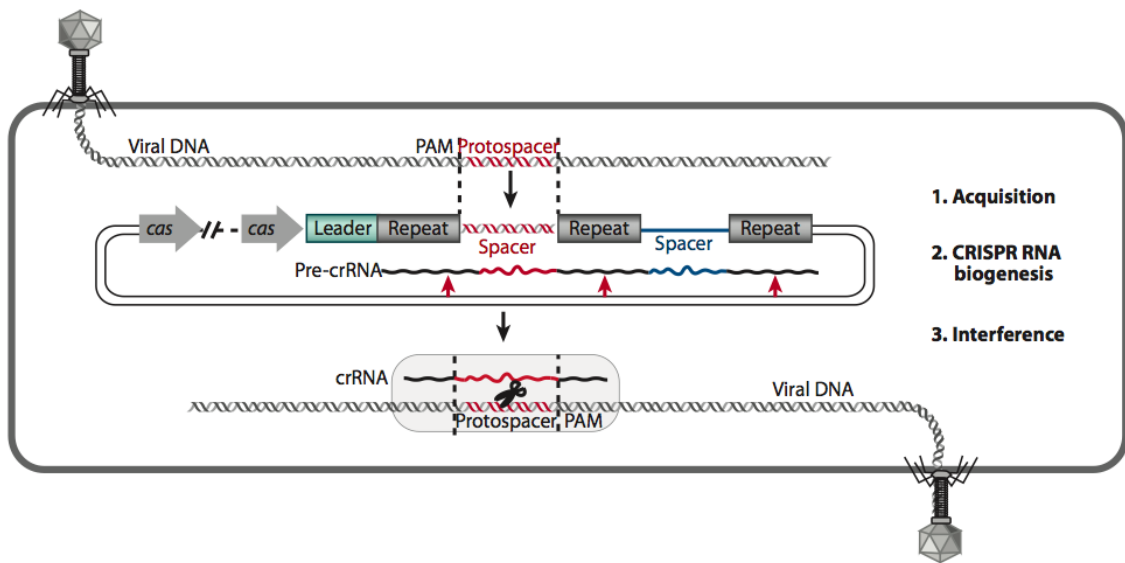 Viral DNA
PAM Protospacer
cas
cas
Leader
Repeat
Repeat
Repeat
Spacer
Spacer
Pre-crRNA
1. Acquisition
2. CRISPR RNA
biogenesis
3. Interference
crRNA
Viral DNA
Protospacer PAM